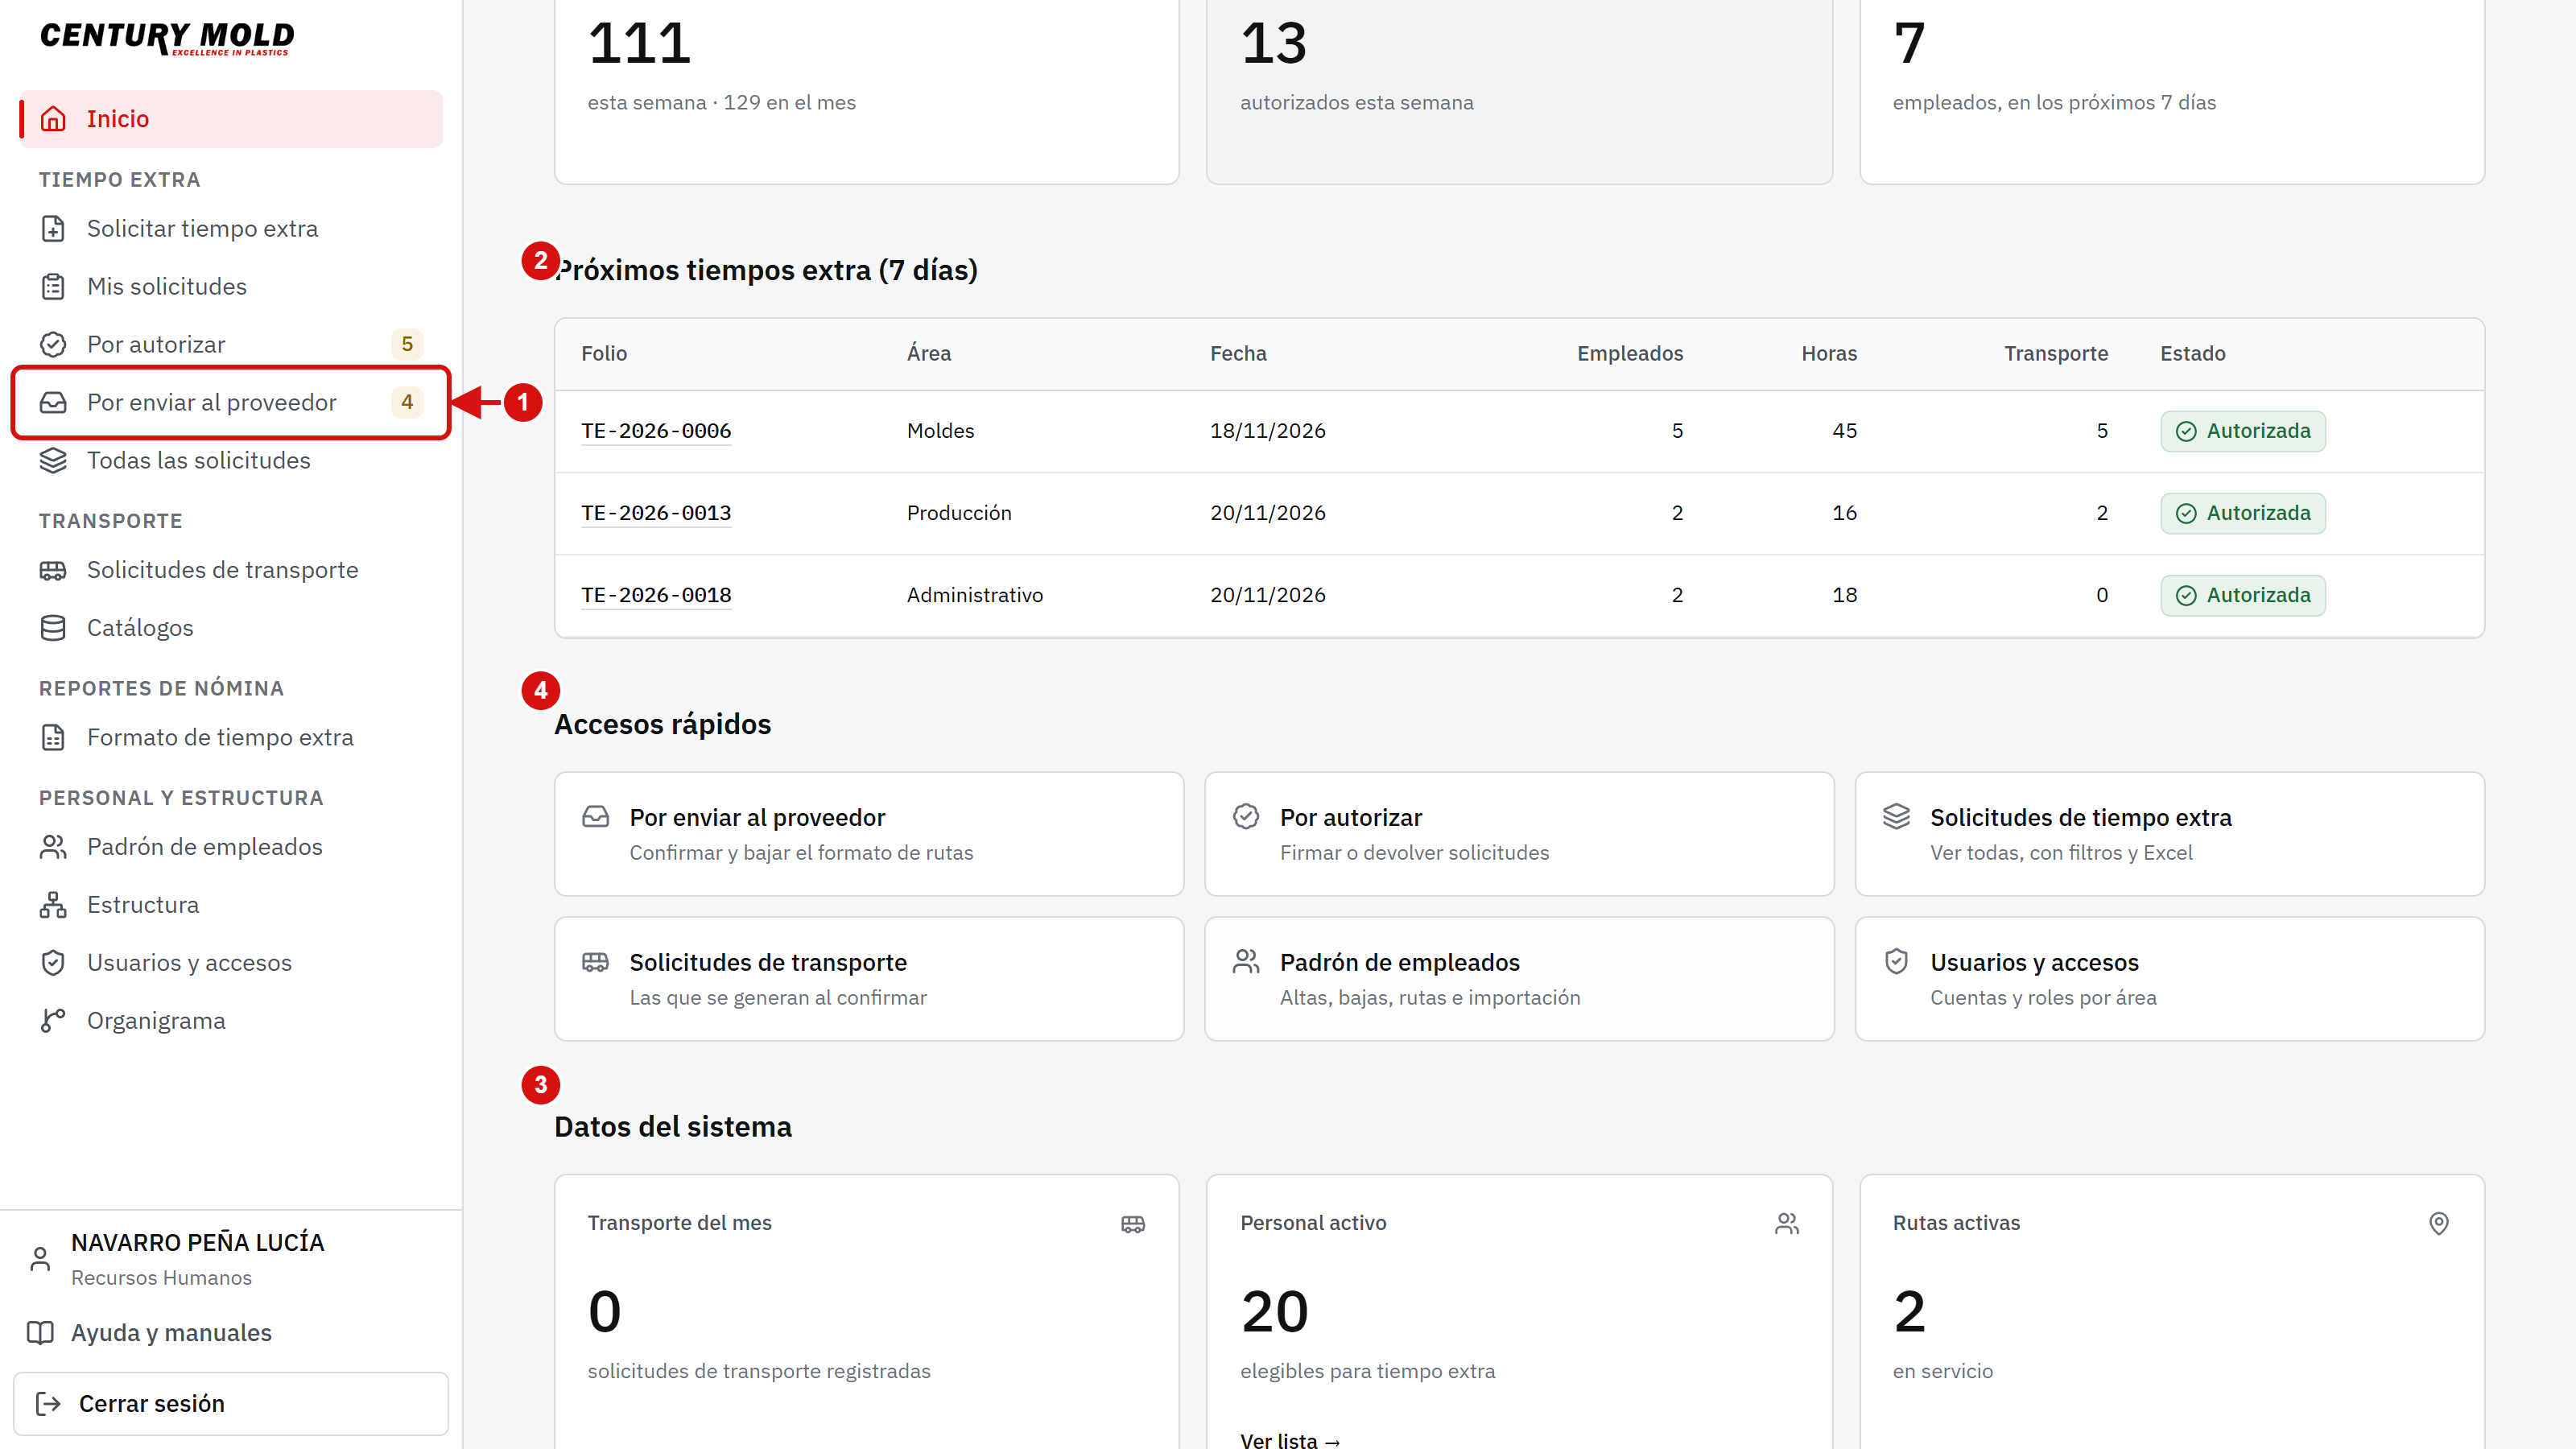 CENTURY MOLD
EXCELLENCE IN PLASTICS
Inicio
TIEMPO EXTRA
Solicitar tiempo extra
Mis solicitudes
Por autorizar 5
Por enviar al proveedor 4
1
Todas las solicitudes
TRANSPORTE
Solicitudes de transporte
Catálogos
REPORTES DE NÓMINA
Formato de tiempo extra
PERSONAL Y ESTRUCTURA
Padrón de empleados
Estructura
Usuarios y accesos
Organigrama
NAVARRO PEÑA LUCÍA
Recursos Humanos
Ayuda y manuales
Cerrar sesión
111
esta semana · 129 en el mes
13
autorizados esta semana
7
empleados, en los próximos 7 días
2
Próximos tiempos extra (7 días)
Folio Área Fecha Empleados Horas Transporte Estado
TE-2026-0006 Moldes 18/11/2026 5 45 5 Autorizada
TE-2026-0013 Producción 20/11/2026 2 16 2 Autorizada
TE-2026-0018 Administrativo 20/11/2026 2 18 0 Autorizada
4
Accesos rápidos
Por enviar al proveedor
Confirmar y bajar el formato de rutas
Por autorizar
Firmar o devolver solicitudes
Solicitudes de tiempo extra
Ver todas, con filtros y Excel
Solicitudes de transporte
Las que se generan al confirmar
Padrón de empleados
Altas, bajas, rutas e importación
Usuarios y accesos
Cuentas y roles por área
3
Datos del sistema
Transporte del mes
0
solicitudes de transporte registradas
Personal activo
20
elegibles para tiempo extra
Ver lista →
Rutas activas
2
en servicio